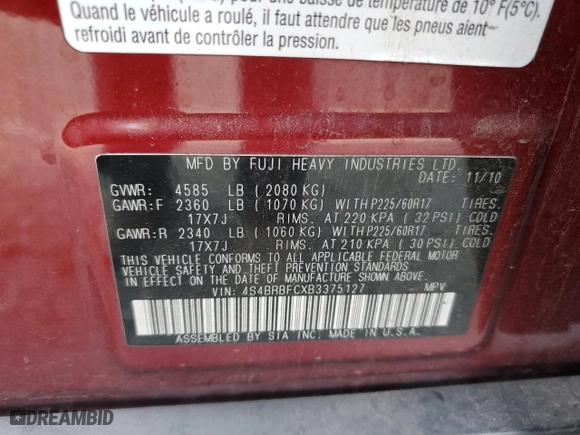 Quand le véhicule a roulé, il faut attendre que les pneus aient
refroidi avant de contrôler la pression.
MFD BY FUJI HEAVY INDUSTRIES LTD.
DATE: 11/10
GVWR: 4585 LB (2080 KG)
GAWR:F 2360 LB (1070 KG) WITH P225/60R17 TIRES.
17X7J RIMS. AT 220 KPA (32 PSI) COLD
GAWR:R 2340 LB (1060 KG) WITH P225/60R17 TIRES.
17X7J RIMS. AT 210 KPA (30 PSI) COLD
THIS VEHICLE CONFORMS TO ALL APPLICABLE FEDERAL MOTOR
VEHICLE SAFETY AND THEFT PREVENTION STANDARDS
IN EFFECT ON THE DATE OF MANUFACTURE SHOWN ABOVE.
VIN: 4S4BRBFCXB3375127 MPV
ASSEMBLED BY SIA INC. MADE IN U.S.A.
DREAMBID